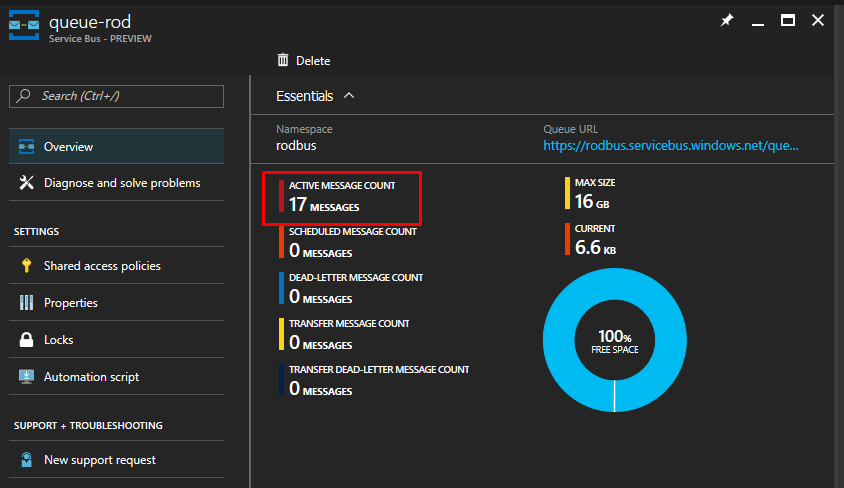 queue-rod
Service Bus - PREVIEW
Delete
Search (Ctrl+/)
Overview
Diagnose and solve problems
SETTINGS
Shared access policies
Properties
Locks
Automation script
SUPPORT + TROUBLESHOOTING
New support request
Essentials
Namespace
rodbus
Queue URL
https://rodbus.servicebus.windows.net/que...
ACTIVE MESSAGE COUNT
17 MESSAGES
SCHEDULED MESSAGE COUNT
0 MESSAGES
DEAD-LETTER MESSAGE COUNT
0 MESSAGES
TRANSFER MESSAGE COUNT
0 MESSAGES
TRANSFER DEAD-LETTER MESSAGE COUNT
0 MESSAGES
MAX SIZE
16 GB
CURRENT
6.6 KB
100%
FREE SPACE